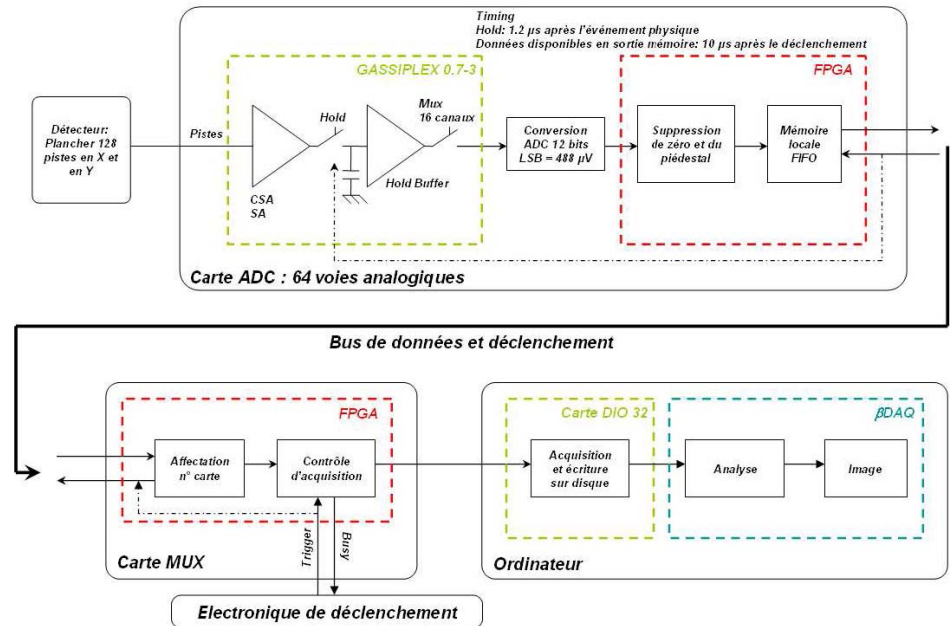 Timing
Hold: 1.2 µs après l'événement physique
Données disponibles en sortie mémoire: 10 µs après le déclenchement
GASSIPLEX 0.7-3
FPGA
Détecteur:
Plancher 128
pistes en X et
en Y
Pistes
Hold
Mux
16 canaux
CSA
SA
Hold Buffer
Conversion
ADC 12 bits
LSB = 488 µV
Suppression
de zéro et du
piédestal
Mémoire
locale
FIFO
Carte ADC : 64 voies analogiques
Bus de données et déclenchement
FPGA
Affectation
n° carte
Contrôle
d'acquisition
Trigger
Busy
Carte MUX
Electronique de déclenchement
Carte DIO 32
Acquisition
et écriture
sur disque
βDAQ
Analyse
Image
Ordinateur